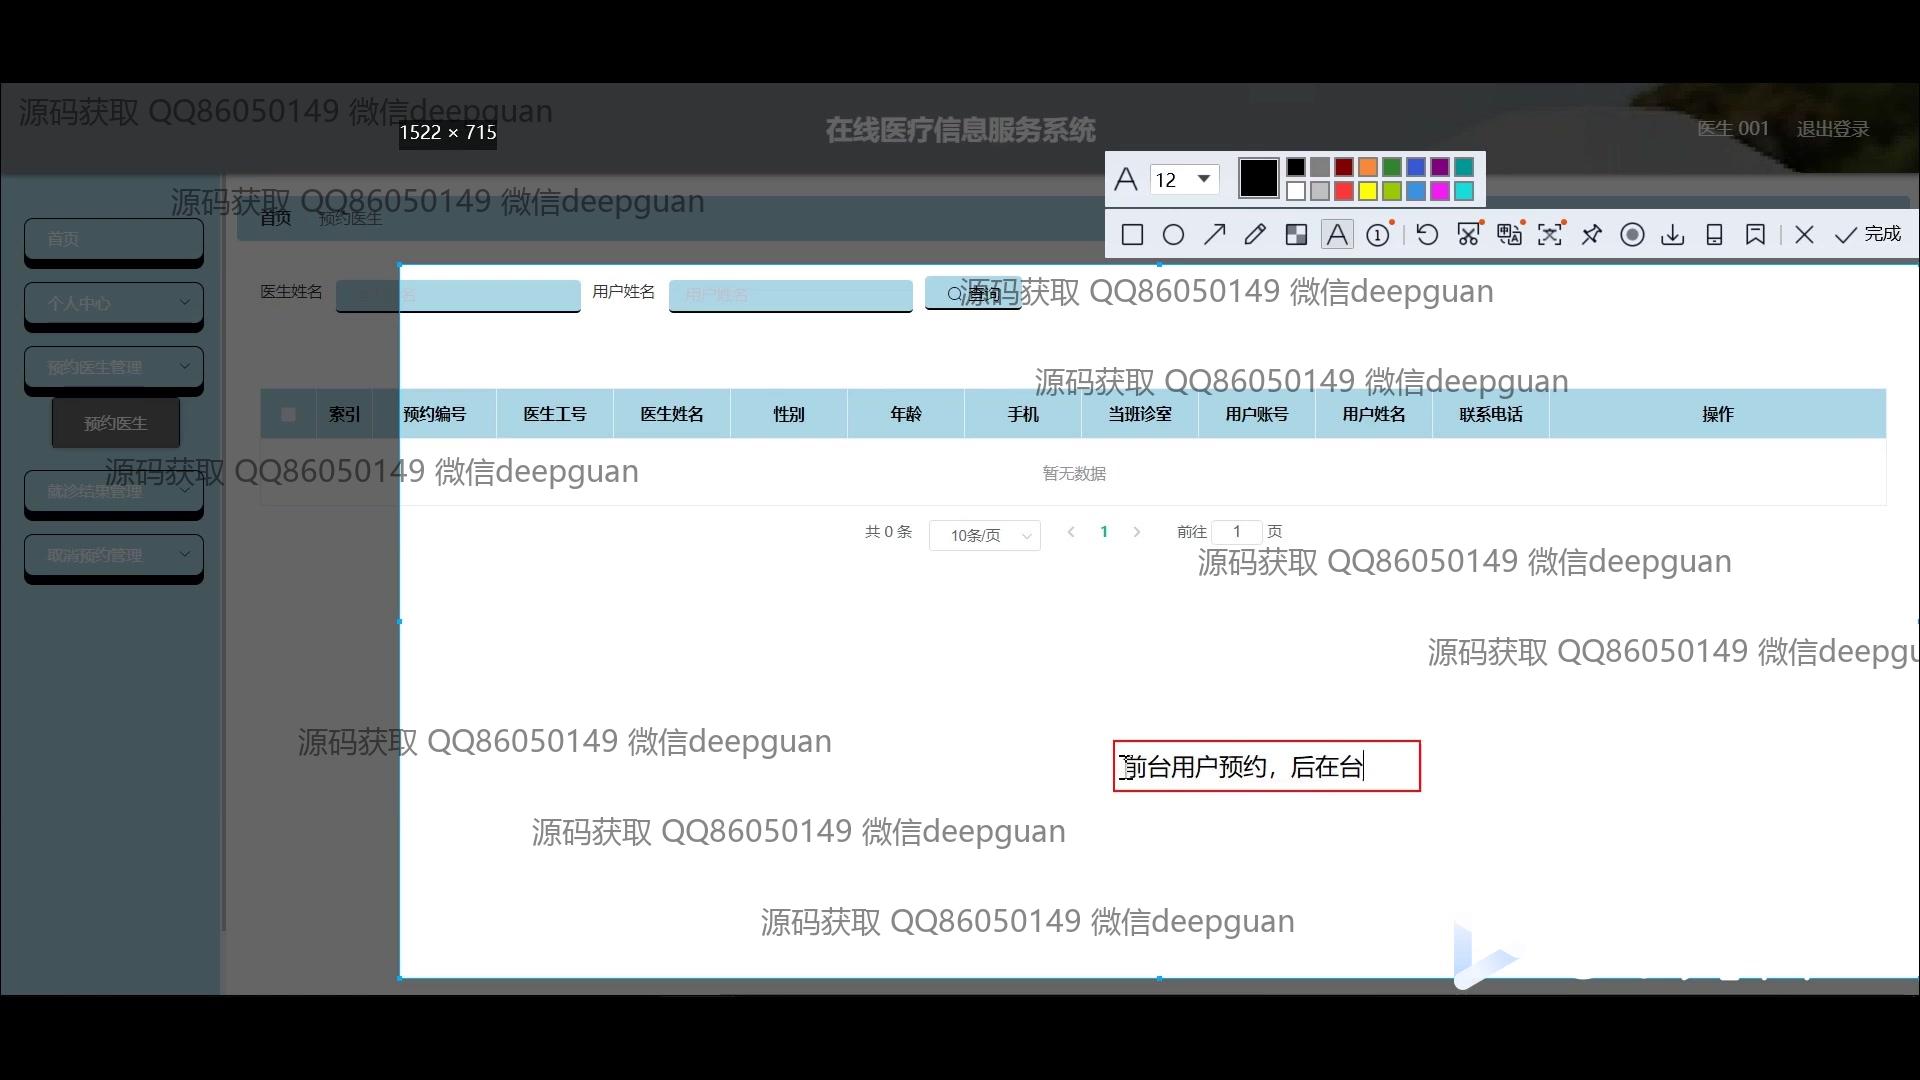 源码获取 QQ86050149 微信deepguan
1522 × 715
在线医疗信息服务系统
医生 001 退出登录
12
源码获取 QQ86050149 微信deepguan
首页 预约医生
完成
首页
个人中心
预约医生管理
预约医生
就诊结果管理
取消预约管理
医生姓名 用户姓名 用户姓名 查询
源码获取 QQ86050149 微信deepguan
源码获取 QQ86050149 微信deepguan
索引 预约编号 医生工号 医生姓名 性别 年龄 手机 当班诊室 用户账号 用户姓名 联系电话 操作
源码获取 QQ86050149 微信deepguan
暂无数据
共 0 条 10条/页 1 前往 1 页
源码获取 QQ86050149 微信deepguan
源码获取 QQ86050149 微信deepgu
源码获取 QQ86050149 微信deepguan
前台用户预约，后在台
源码获取 QQ86050149 微信deepguan
源码获取 QQ86050149 微信deepguan